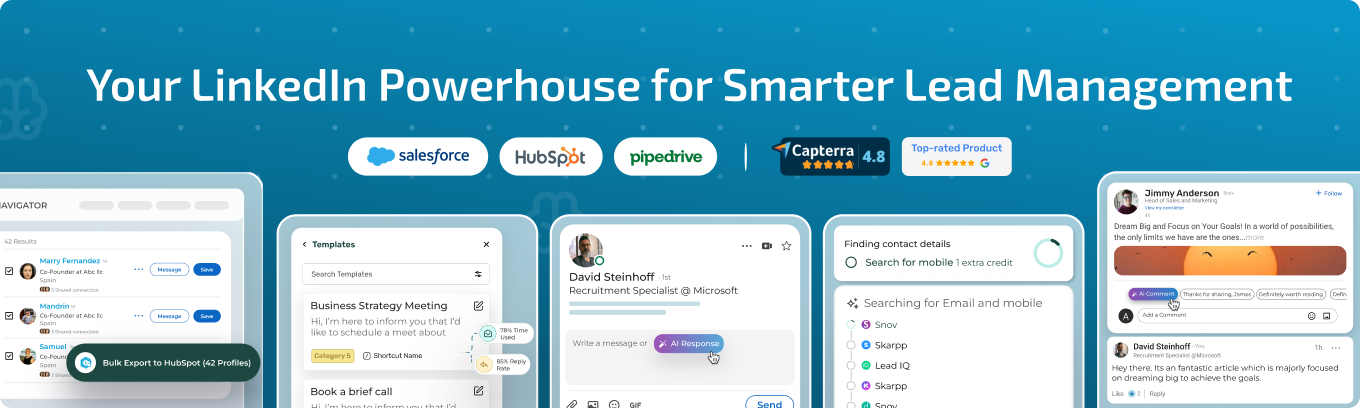 Your LinkedIn Powerhouse for Smarter Lead Management
salesforce
HubSpot
pipedrive
Capterra
4.8
Top-rated Product
4.8
NAVIGATOR
42 Results
Marry Fernandez
Co-Founder at Abc llc
Spain
3 Shared connection
Message
Save
Mandrin
Co-Founder at Abc llc
Spain
3 Shared connection
Message
Save
Samuel
Co-Foun
Spain
3 Shared
Bulk Export to HubSpot (42 Profiles)
Templates
Search Templates
Business Strategy Meeting
Hi, I'm here to inform you that I'd
like to schedule a meet about
Category 5
Shortcut Name
78% Time
Used
85% Reply
Rate
Book a brief call
Hi, I'm here to inform you that I'd
David Steinhoff · 1st
Recruitment Specialist @ Microsoft
Write a message or
AI Response
GIF
Send
Finding contact details
Search for mobile 1 extra credit
Searching for Email and mobile
Snov
Skarpp
Lead IQ
Skarpp
Snov
Jimmy Anderson 3rd+
Head of Sales and Marketing
View my newsletter
+ Follow
Dream Big and Focus on Your Goals! In a world of possibilities,
the only limits we have are the ones...more
AI Comment
Thanks for sharing, James
Definitely worth reading
Defin
A
Add a Comment
David Steinhoff · You
Recruitment Specialist @Microsoft
1h
Hey there. Its an fantastic article which is majorly focused
on dreaming big to achieve the goals.
Like
2
Reply